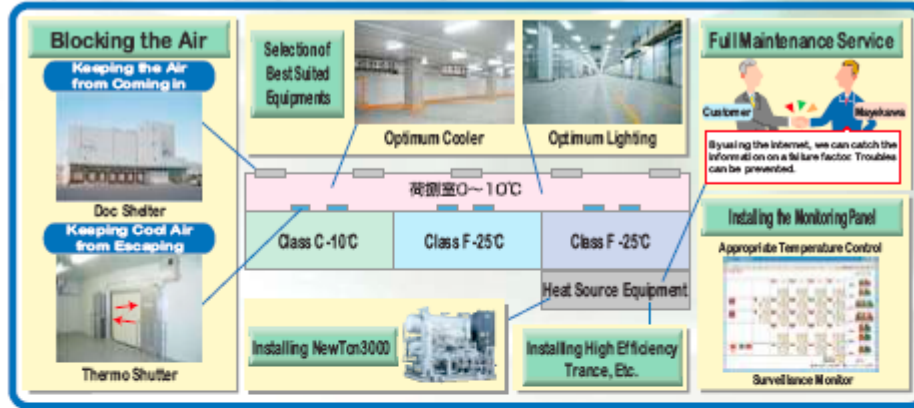 Blocking the Air
Keeping the Air
from Coming in
Doc Shelter
Keeping Cool Air
from Escaping
Thermo Shutter
Selection of
Best Suited
Equipments
Optimum Cooler
Optimum Lighting
荷捌室0～10℃
Class C -10℃
Class F -25℃
Class F -25℃
Heat Source Equipment
Installing NewTon3000
Installing High Efficiency
Trance, Etc.
Full Maintenance Service
Customer
Mayekawa
By using the internet, we can catch the
information on a failure factor. Troubles
can be prevented.
Installing the Monitoring Panel
Appropriate Temperature Control
Surveillance Monitor